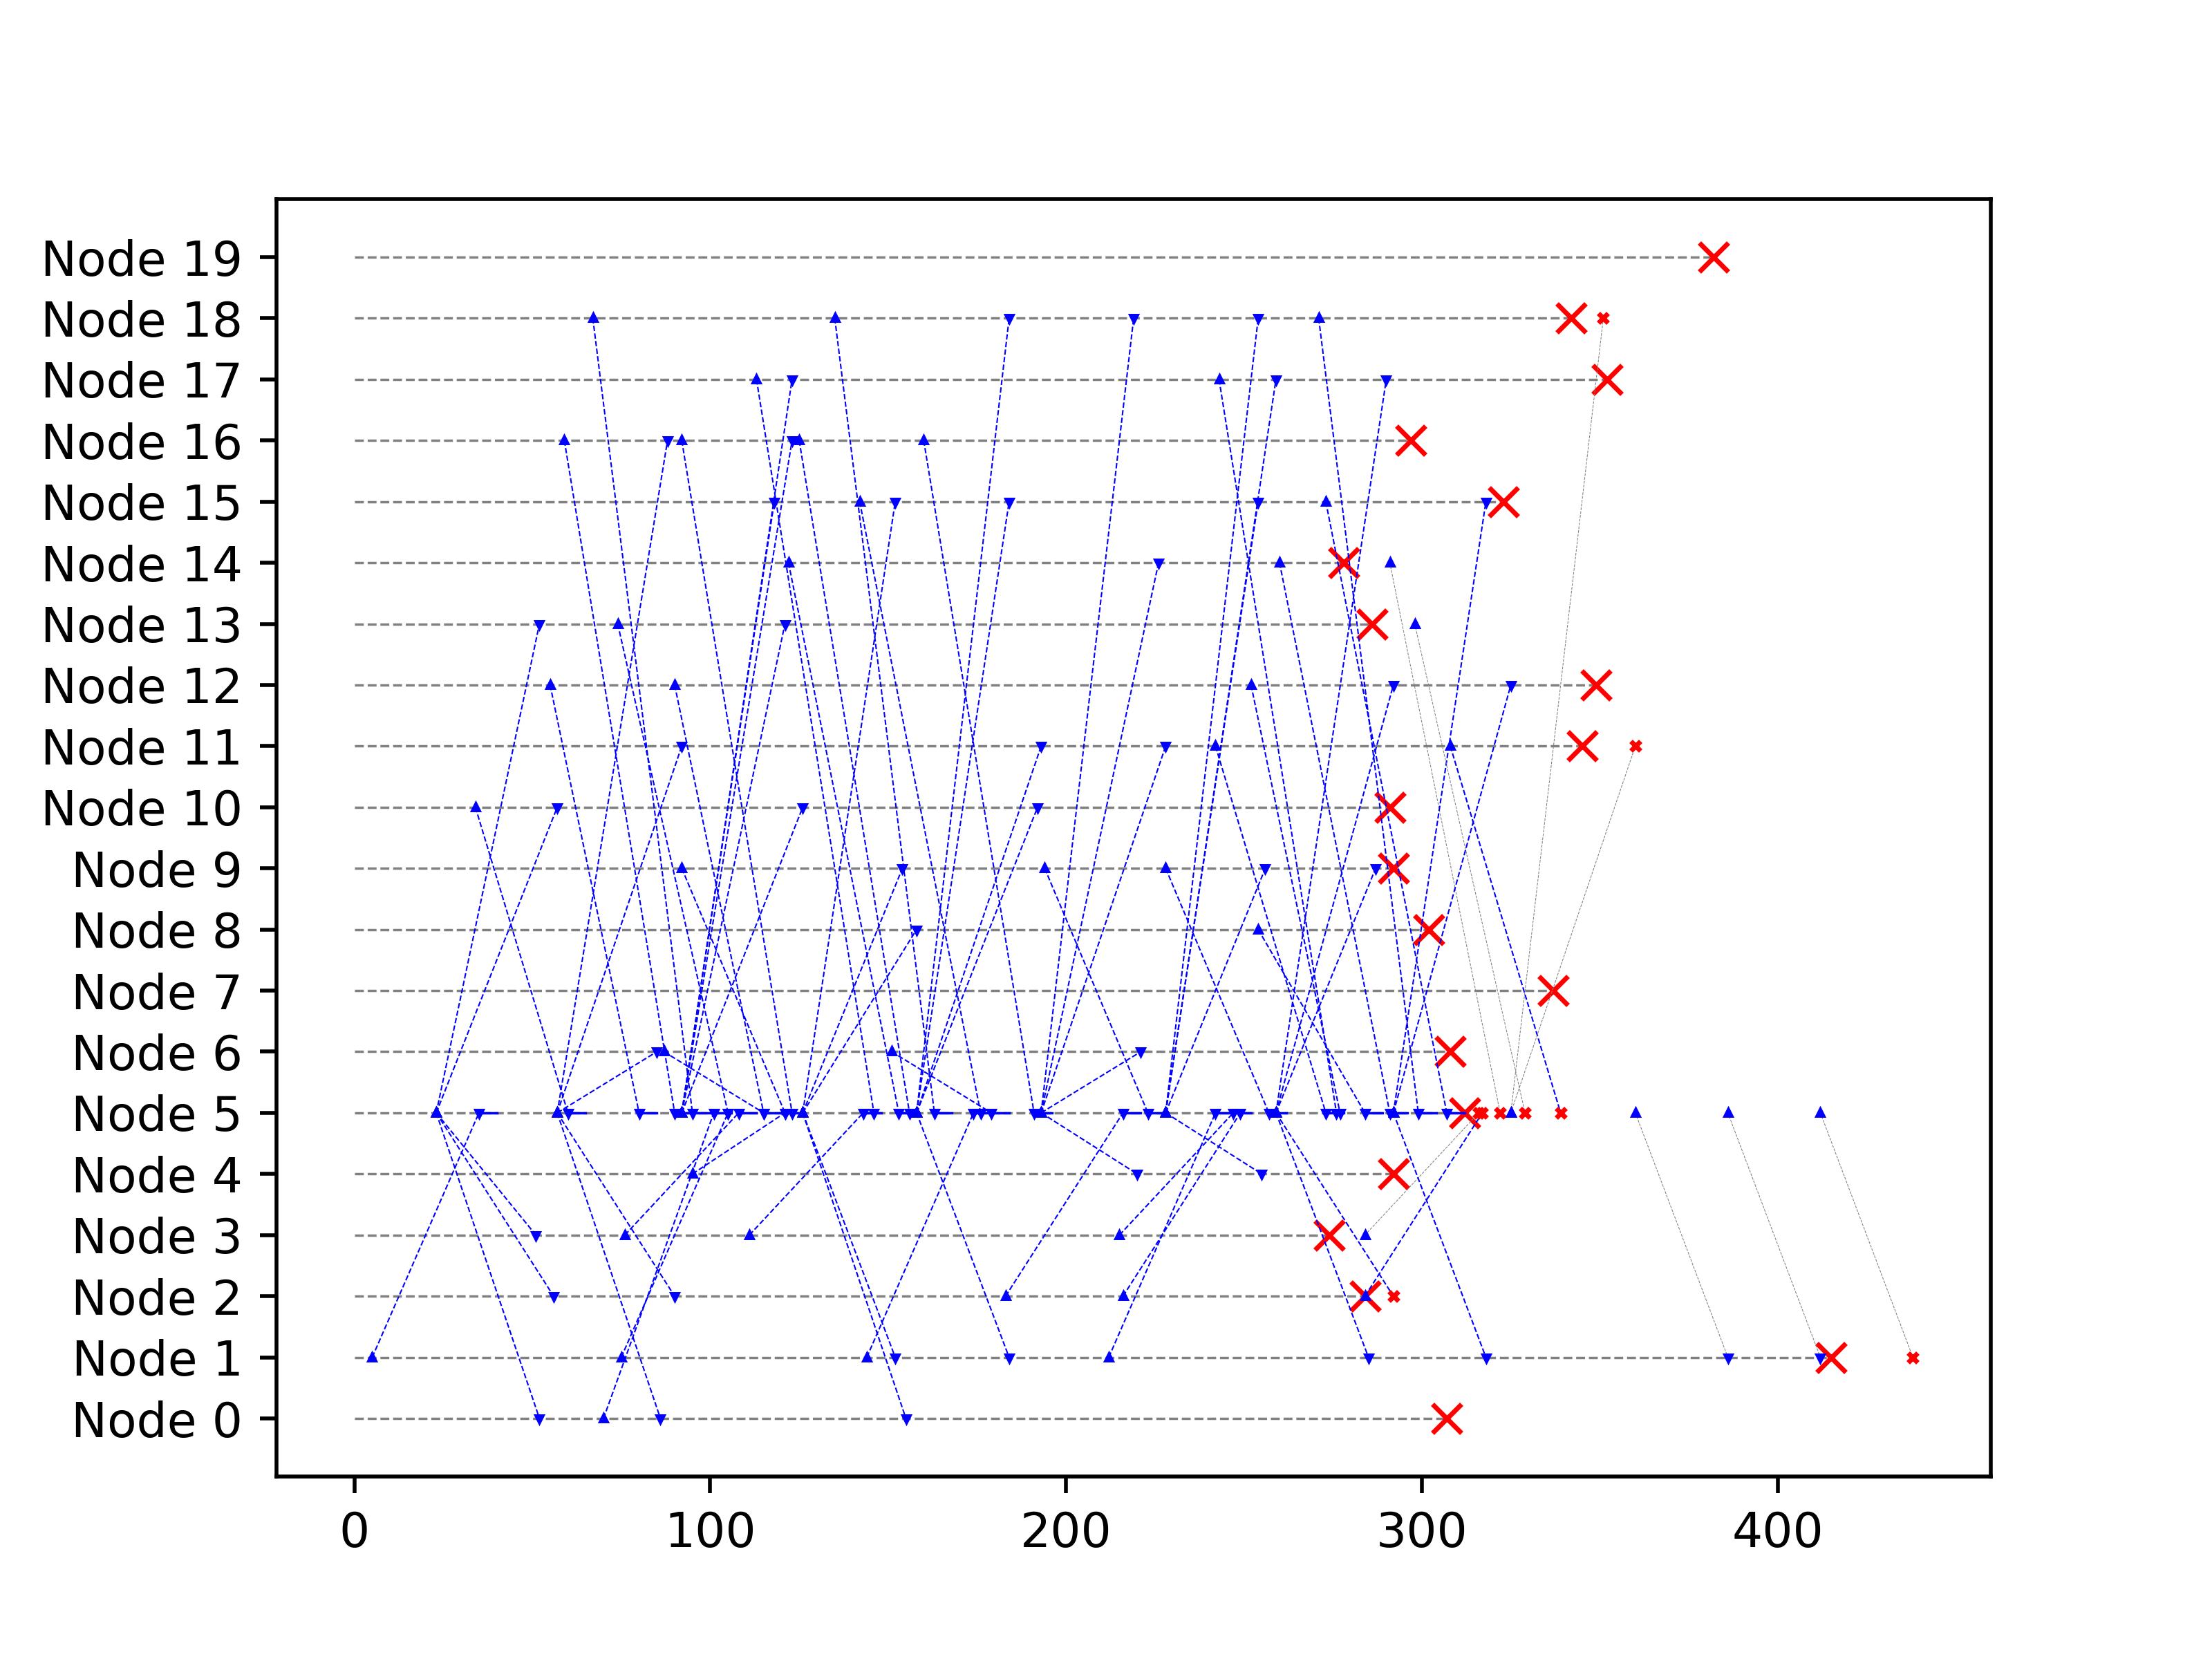 Node 19
Node 18
Node 17
Node 16
Node 15
Node 14
Node 13
Node 12
Node 11
Node 10
Node 9
Node 8
Node 7
Node 6
Node 5
Node 4
Node 3
Node 2
Node 1
Node 0
0 100 200 300 400